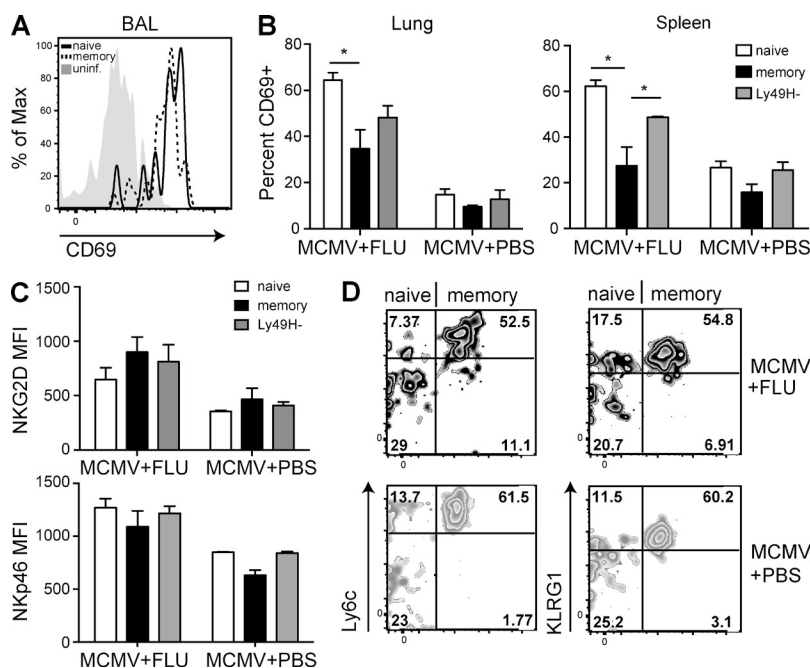 A
BAL
naive
memory
uninf.
100
80
60
40
20
0
% of Max
0
CD69
B
Lung
Spleen
80
60
40
20
0
Percent CD69+
*
MCMV+FLU
MCMV+PBS
80
60
40
20
0
*
*
naive
memory
Ly49H-
MCMV+FLU
MCMV+PBS
C
naive
memory
Ly49H-
1500
1000
500
0
NKG2D MFI
MCMV+FLU
MCMV+PBS
1500
1000
500
0
NKp46 MFI
MCMV+FLU
MCMV+PBS
D
naive
memory
naive
memory
7.37
52.5
29
11.1
0
0
17.5
54.8
20.7
6.91
0
0
MCMV
+FLU
13.7
61.5
23
1.77
0
0
Ly6c
11.5
60.2
25.2
3.1
0
0
KLRG1
MCMV
+PBS